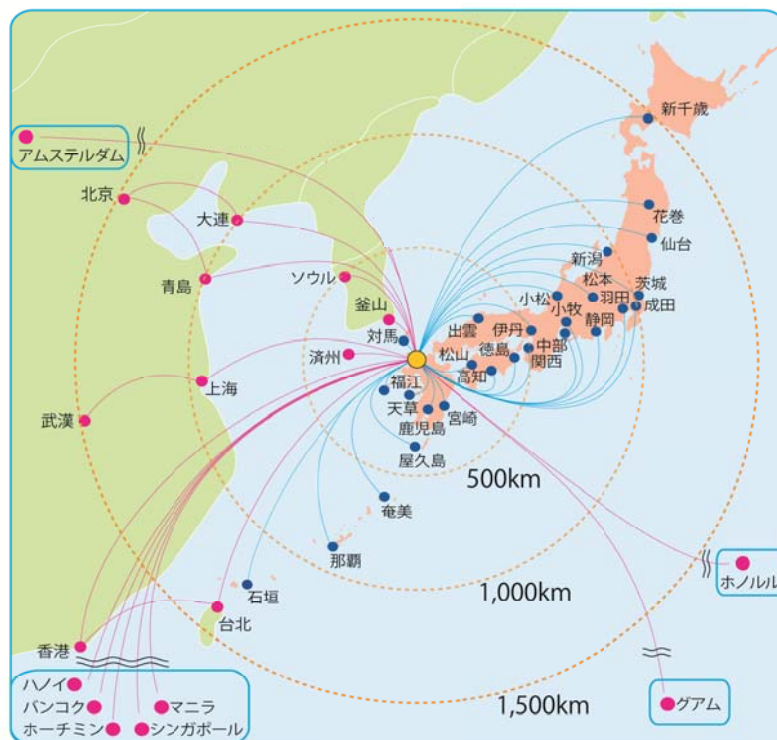 新千歳
アムステルダム
北京
大連
花巻
仙台
新潟
青島
ソウル
松本
茨城
小松
羽田
成田
釜山
小牧
静岡
対馬
出雲
伊丹
中部
済州
松山
徳島
関西
高知
上海
福江
天草
宮崎
武漢
鹿児島
屋久島
500km
奄美
那覇
ホノルル
石垣
1,000km
台北
香港
ハノイ
バンコク
マニラ
グアム
1,500km
ホーチミン
シンガポール